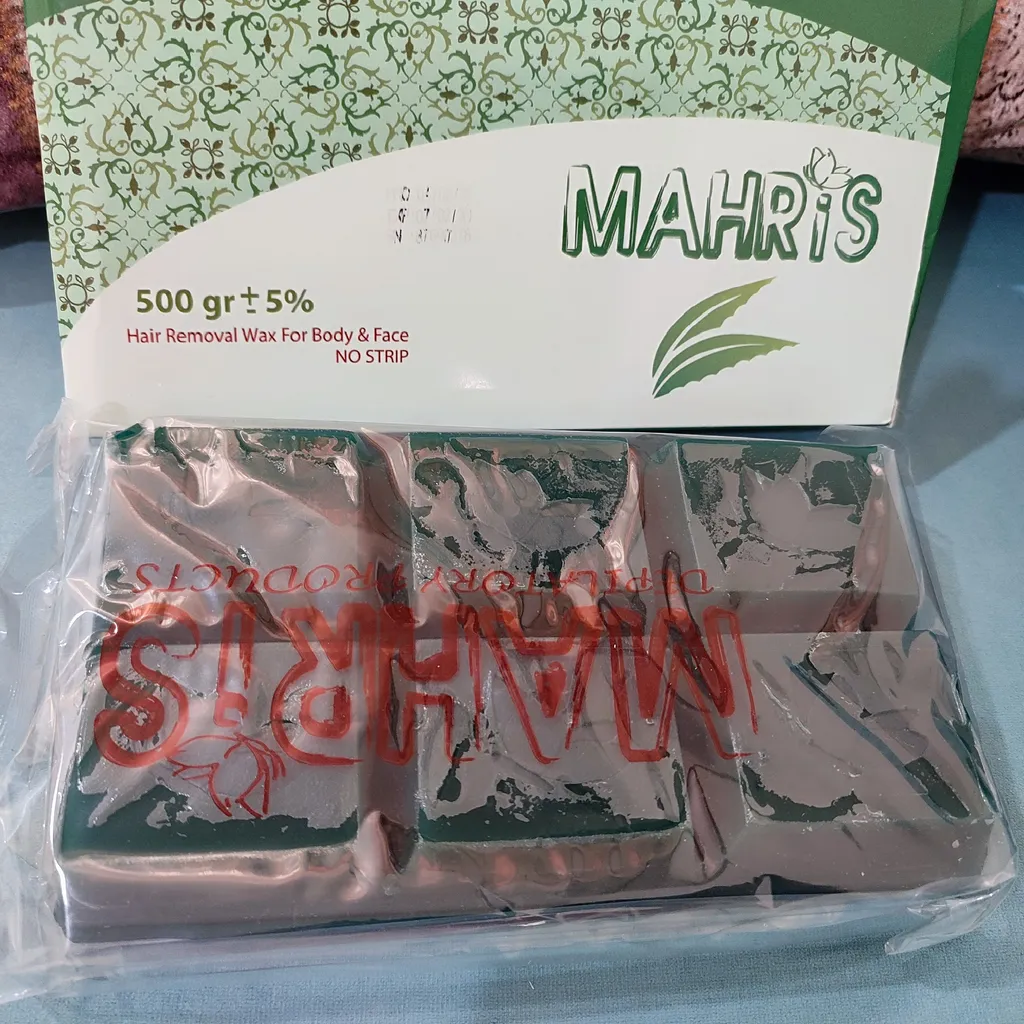 MAHRiS
500 gr ± 5%
Hair Removal Wax For Body & Face
NO STRIP
DEPILATORY PRODUCTS
MAHRiS